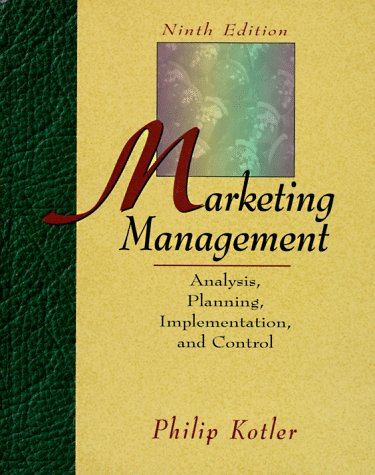 Ninth Edition
Marketing
Management
Analysis,
Planning,
Implementation,
and Control
Philip Kotler